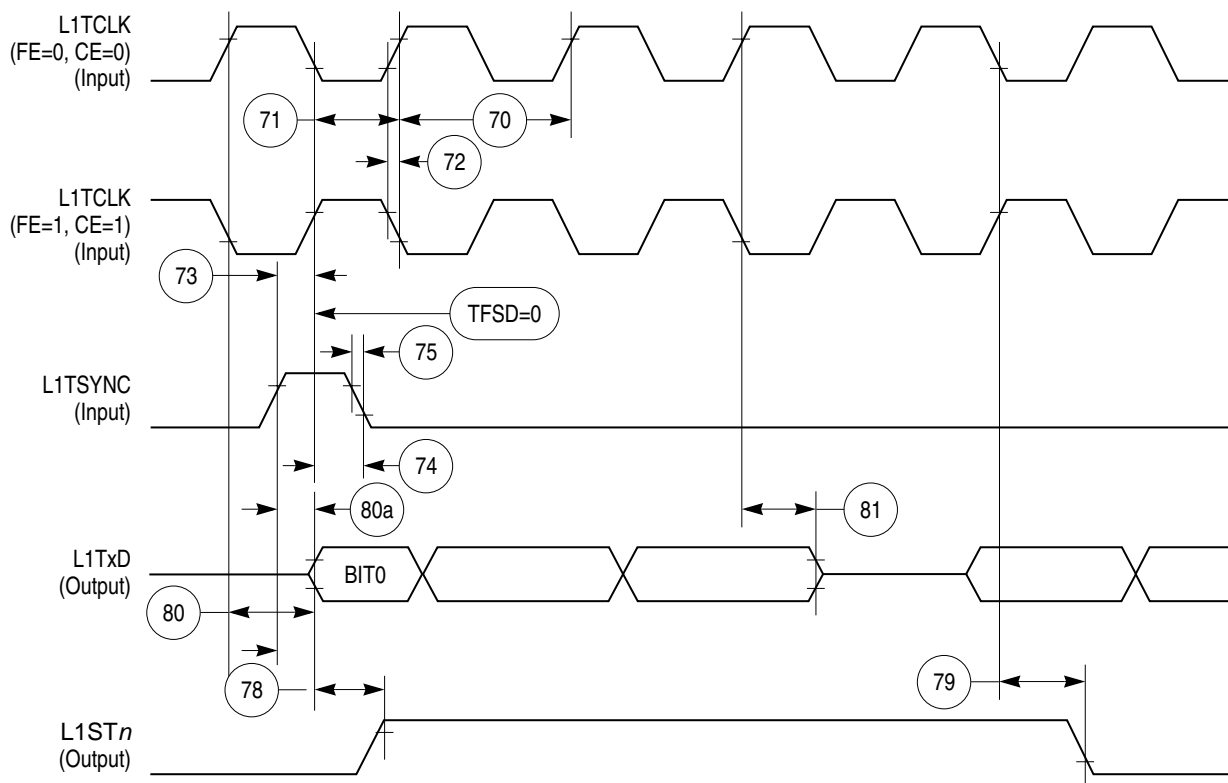 L1TCLK
(FE=0, CE=0)
(Input)
71
70
72
L1TCLK
(FE=1, CE=1)
(Input)
73
TFSD=0
75
L1TSYNC
(Input)
74
80a
81
L1TxD
(Output)
BIT0
80
78
79
L1STn
(Output)